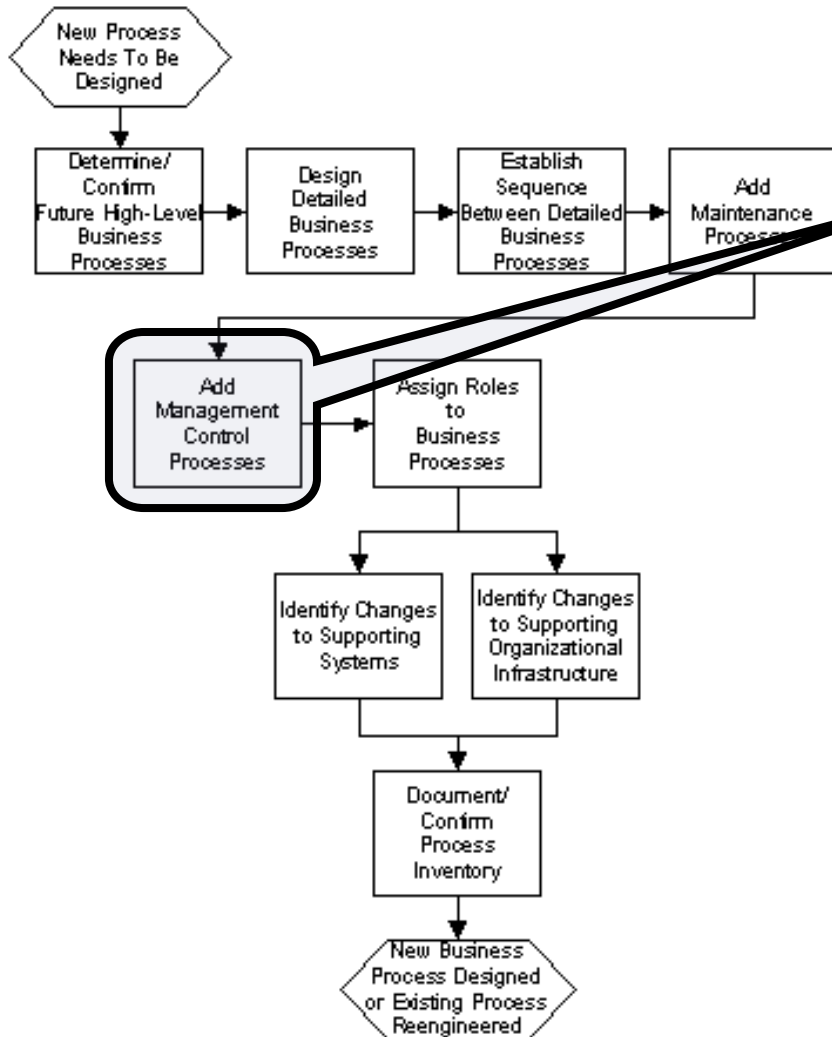 New Process
Needs To Be
Designed
Determine/
Confirm
Future High-Level
Business
Processes
Design
Detailed
Business
Processes
Establish
Sequence
Between Detailed
Business
Processes
Add
Maintenance
Processes
Add
Management
Control
Processes
Assign Roles
to
Business
Processes
Identify Changes
to Supporting
Systems
Identify Changes
to Supporting
Organizational
Infrastructure
Document/
Confirm
Process
Inventory
New Business
Process Designed
or Existing Process
Reengineered